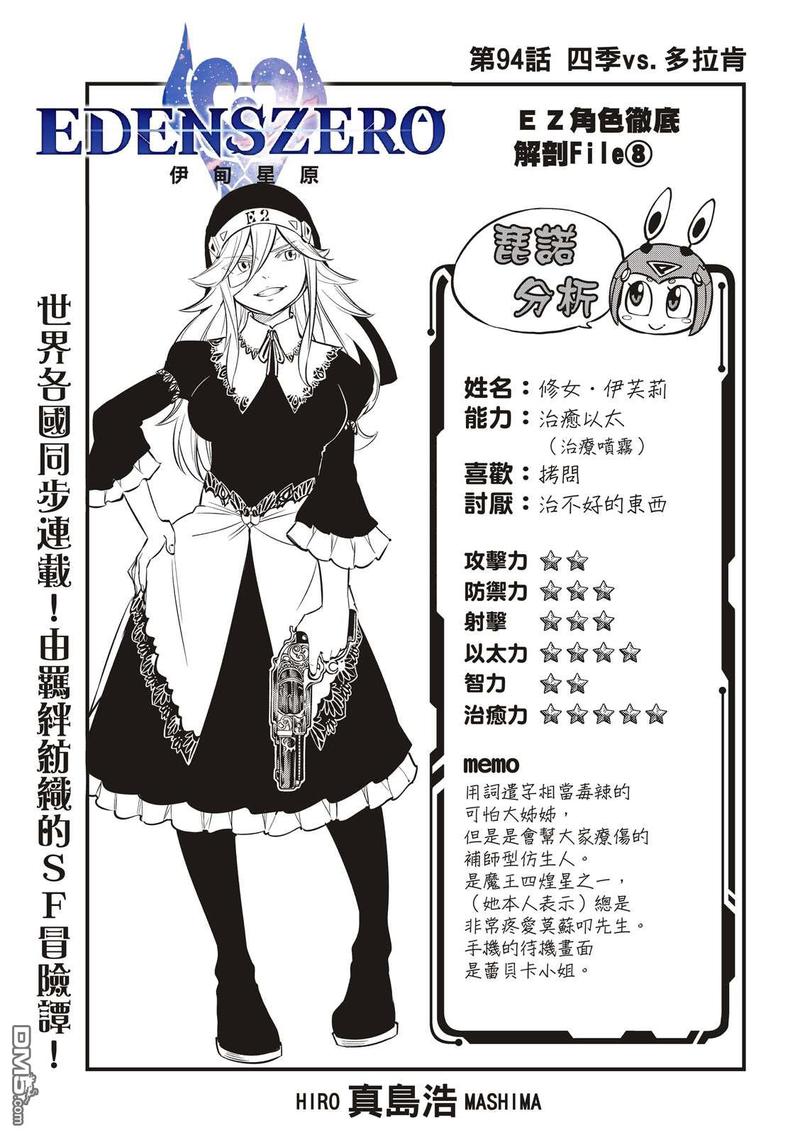 第94話 四季vs.多拉肯
EDENSZERO
伊甸星原
EZ角色徹底
解剖File⑧
E2
琵諾
分析
世界各國同步連載！由羈絆紡織的SF冒險譚！
姓名：修女・伊芙莉
能力：治癒以太
（治療噴霧）
喜歡：拷問
討厭：治不好的東西
攻擊力 ☆☆
防禦力 ☆☆☆
射擊 ☆☆☆
以太力 ☆☆☆☆
智力 ☆☆
治癒力 ☆☆☆☆☆
memo
用詞遣字相當毒辣的
可怕大姊姊，
但是是會幫大家療傷的
補師型仿生人。
是魔王四煌星之一，
（她本人表示）總是
非常疼愛莫蘇叩先生。
手機的待機畫面
是蕾貝卡小姐。
HIRO 真島浩 MASHIMA
DM5.com